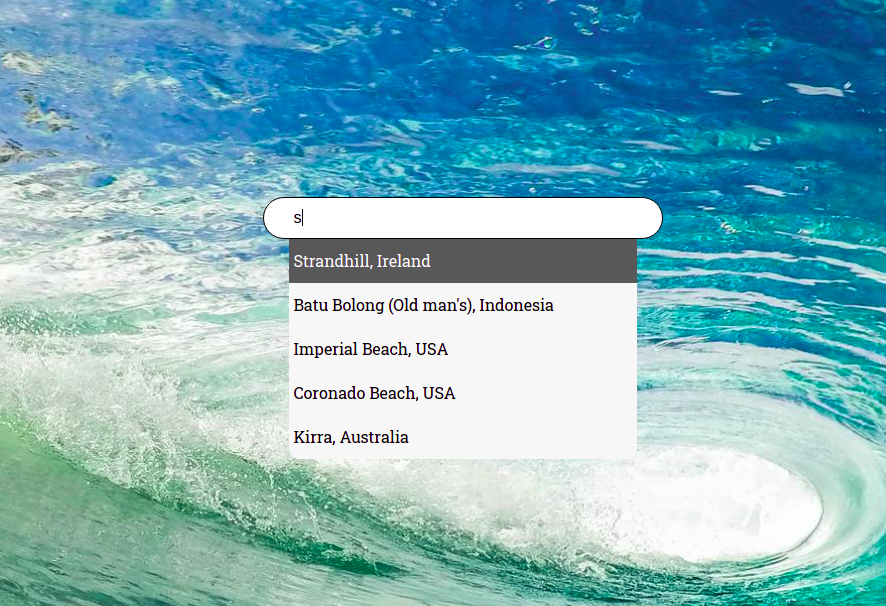 s
Strandhill, Ireland
Batu Bolong (Old man's), Indonesia
Imperial Beach, USA
Coronado Beach, USA
Kirra, Australia